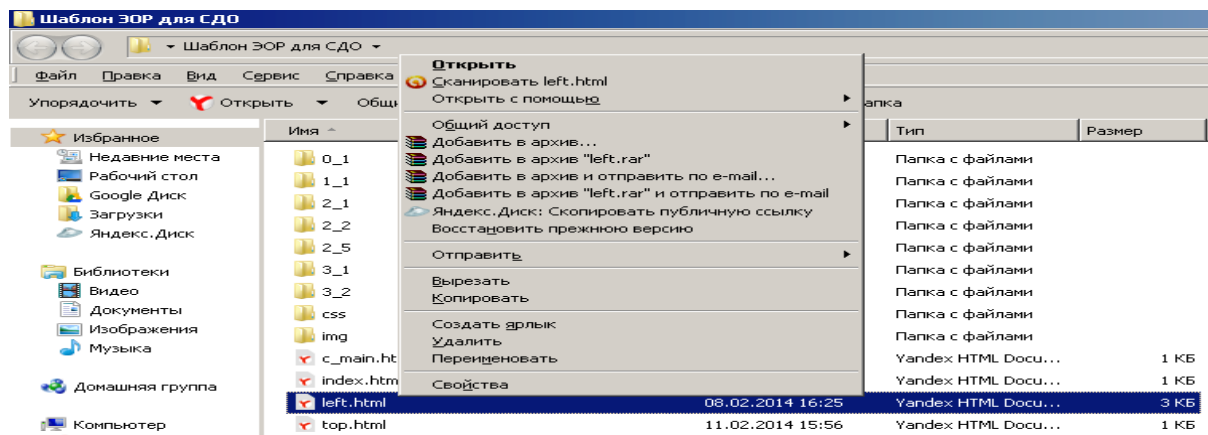 Шаблон ЭОР для СДО
Шаблон ЭОР для СДО
Файл Правка Вид Сервис Справка
Упорядочить Открыть Общ апка
Избранное
Недавние места
Рабочий стол
Google Диск
Загрузки
Яндекс.Диск
Библиотеки
Видео
Документы
Изображения
Музыка
Домашняя группа
Компьютер
Открыть
Сканировать left.html
Открыть с помощью
Общий доступ
Добавить в архив...
Добавить в архив "left.rar"
Добавить в архив и отправить по e-mail...
Добавить в архив "left.rar" и отправить по e-mail
Яндекс.Диск: Скопировать публичную ссылку
Восстановить прежнюю версию
Отправить
Вырезать
Копировать
Создать ярлык
Удалить
Переименовать
Свойства
Имя Тип Размер
0_1 Папка с файлами
1_1 Папка с файлами
2_1 Папка с файлами
2_2 Папка с файлами
2_5 Папка с файлами
3_1 Папка с файлами
3_2 Папка с файлами
css Папка с файлами
img Папка с файлами
c_main.ht Yandex HTML Docu... 1 КБ
index.htm Yandex HTML Docu... 1 КБ
left.html 08.02.2014 16:25 Yandex HTML Docu... 3 КБ
top.html 11.02.2014 15:56 Yandex HTML Docu... 1 КБ